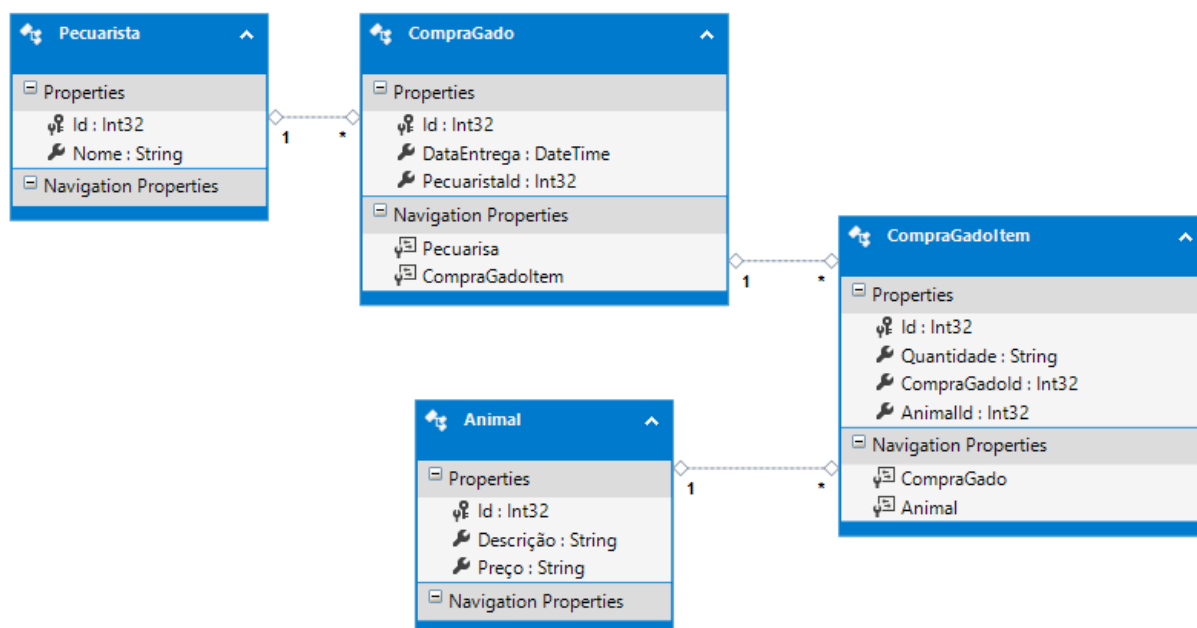 Pecuarista
Properties
Id : Int32
Nome : String
Navigation Properties
1
*
CompraGado
Properties
Id : Int32
DataEntrega : DateTime
PecuaristaId : Int32
Navigation Properties
Pecuarisa
CompraGadoItem
1
*
CompraGadoItem
Properties
Id : Int32
Quantidade : String
CompraGadoId : Int32
AnimalId : Int32
Navigation Properties
CompraGado
Animal
Animal
Properties
Id : Int32
Descrição : String
Preço : String
Navigation Properties
1
*